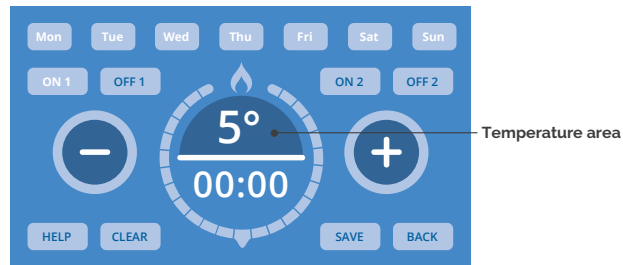 Mon Tue Wed Thu Fri Sat Sun
ON 1 OFF 1 ON 2 OFF 2
5°
Temperature area
− +
00:00
HELP CLEAR SAVE BACK